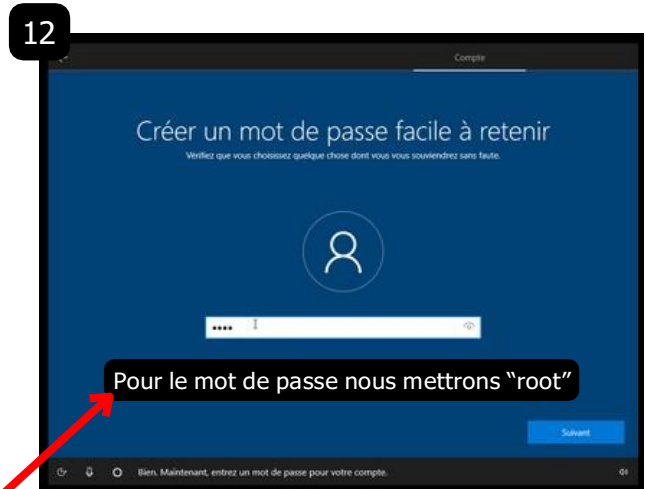 12
Compte
Créer un mot de passe facile à retenir
Vérifiez que vous choisissez quelque chose dont vous vous souviendrez sans faute.
Pour le mot de passe nous mettrons “root”
Suivant
Bien. Maintenant, entrez un mot de passe pour votre compte.